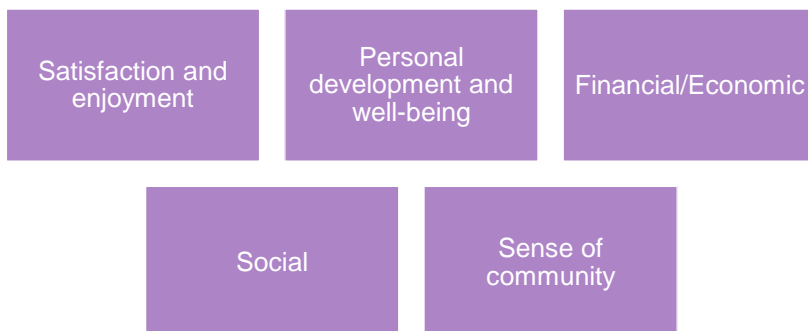 Satisfaction and
enjoyment
Personal
development and
well-being
Financial/Economic
Social
Sense of
community